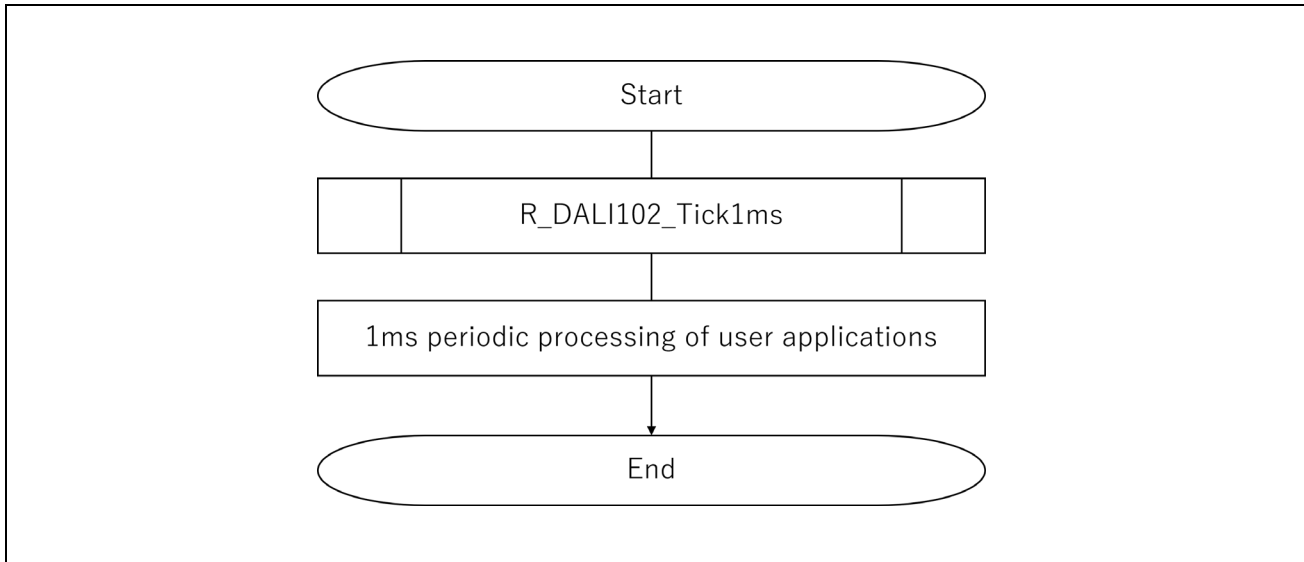 Start
R_DALI102_Tick1ms
1ms periodic processing of user applications
End